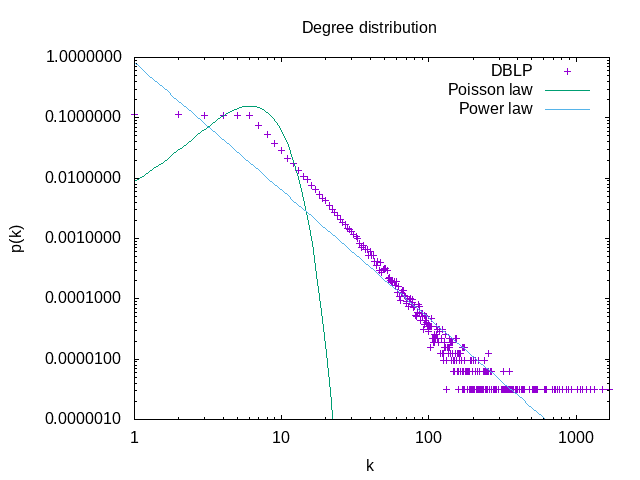 Degree distribution
1.0000000
0.1000000
0.0100000
0.0010000
0.0001000
0.0000100
0.0000010
p(k)
DBLP
Poisson law
Power law
1 10 100 1000
k